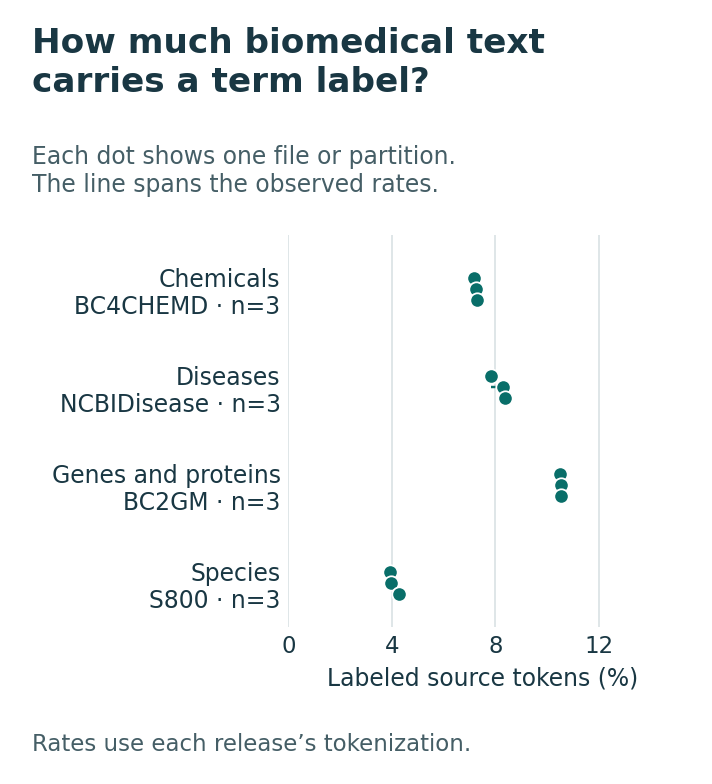 How much biomedical text
carries a term label?
Each dot shows one file or partition.
The line spans the observed rates.
Chemicals
BC4CHEMD · n=3
Diseases
NCBIDisease · n=3
Genes and proteins
BC2GM · n=3
Species
S800 · n=3
0 4 8 12
Labeled source tokens (%)
Rates use each release’s tokenization.